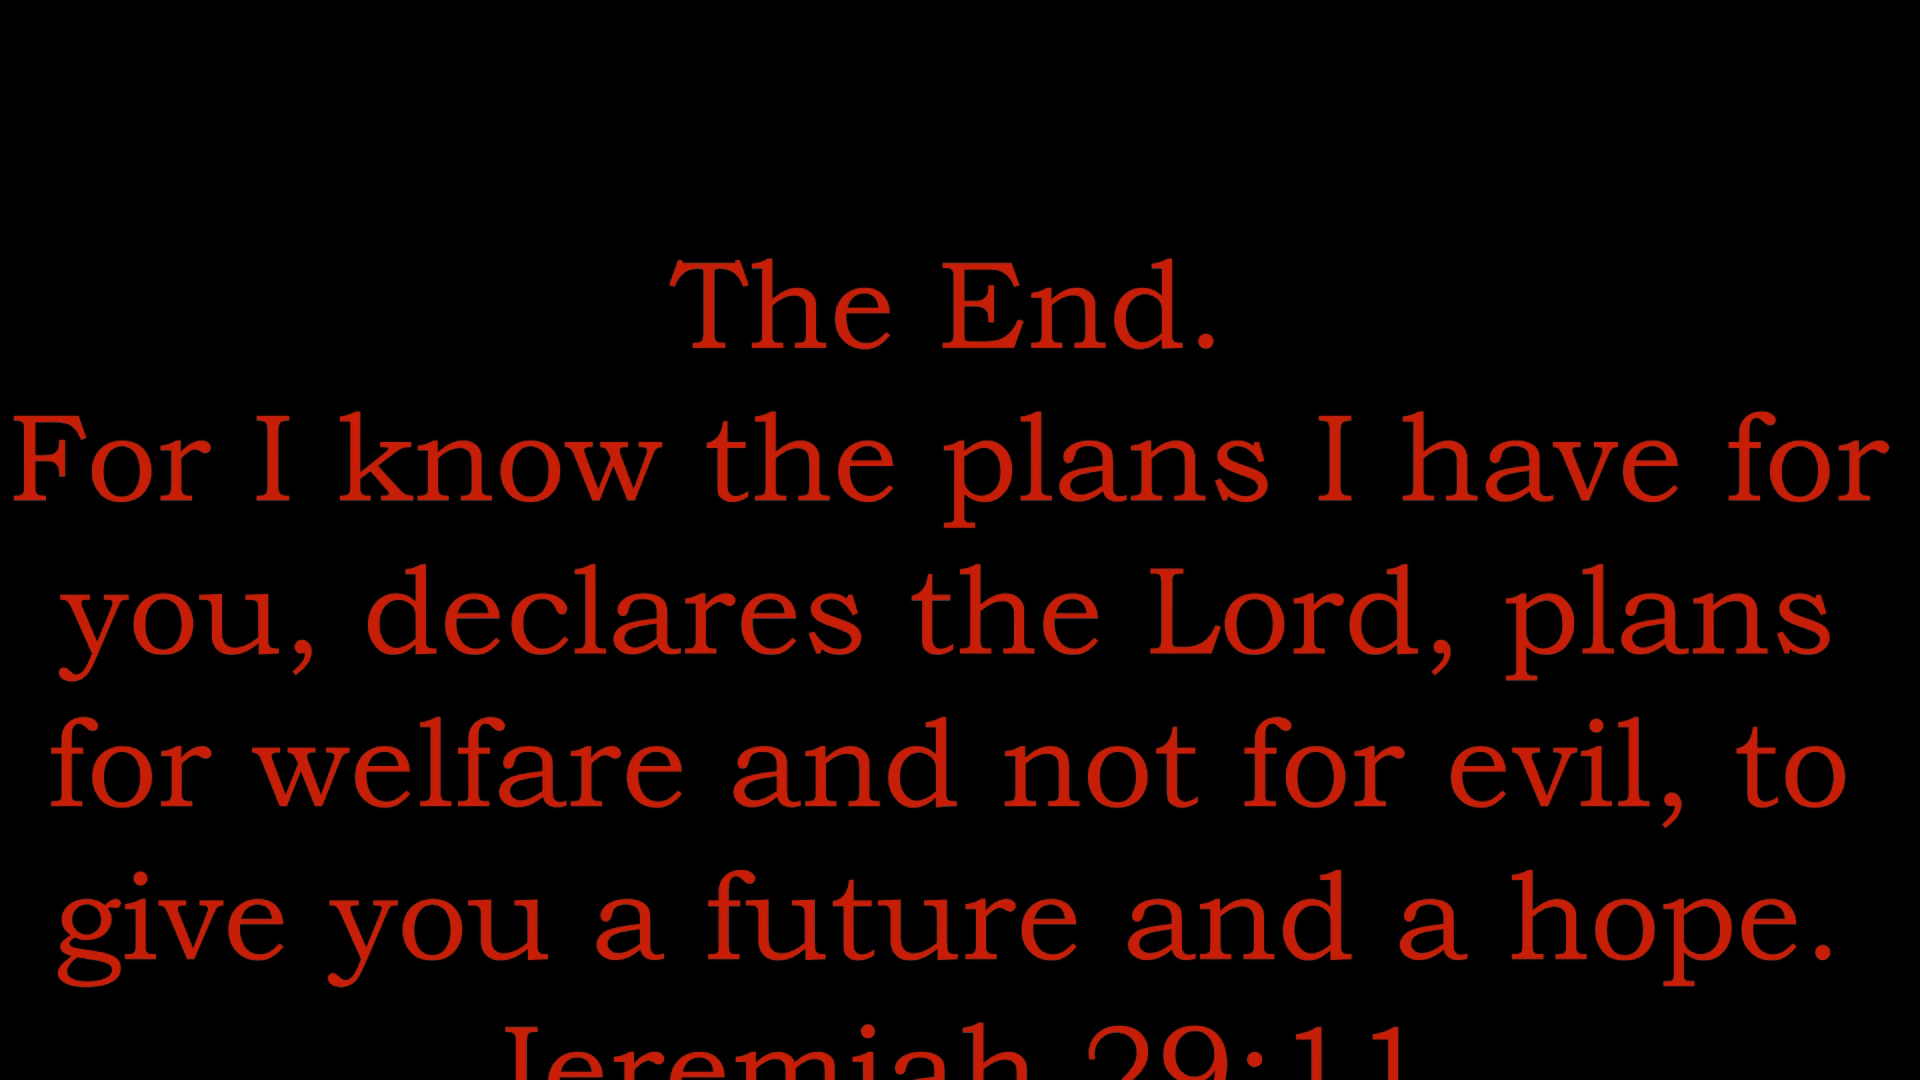 The End.
For I know the plans I have for
you, declares the Lord, plans
for welfare and not for evil, to
give you a future and a hope.
Jeremiah 29:11